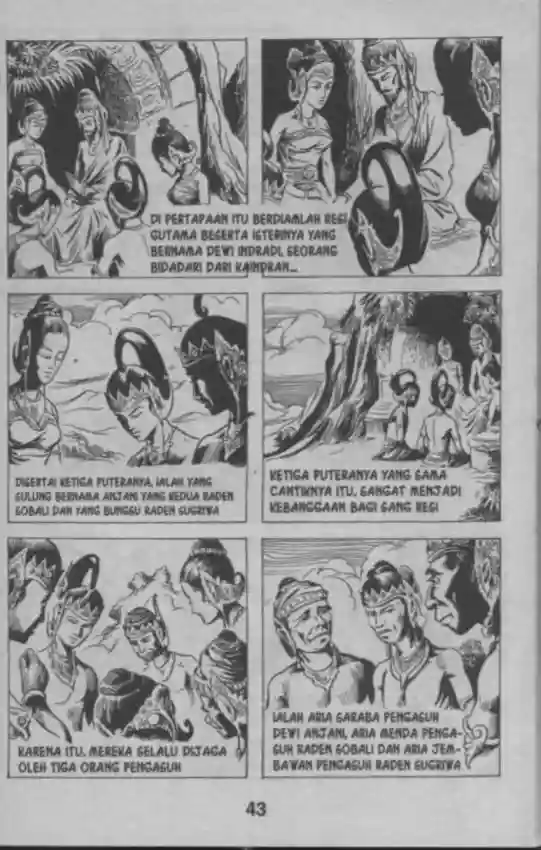 DI PERTAPAAN ITU BERDIAMLAH RESI
GUTAMA BESERTA ISTERINYA YANG
BERNAMA DEWI INDRADI, SEORANG
BIDADARI DARI KAINDRAN...
DISERTAI KETIGA PUTERANYA, IALAH YANG
SULUNG BERNAMA ANJANI YANG KEDUA RADEN
SOBALI DAN YANG BUNGSU RADEN SUGRIWA
KETIGA PUTERANYA YANG SAMA
CANTIKNYA ITU, SANGAT MENJADI
KEBANGGAAN BAGI SANG RESI
KARENA ITU, MEREKA SELALU DIJAGA
OLEH TIGA ORANG PENGASUH
IALAH ARIA SARABA PENGASUH
DEWI ANJANI, ARIA MENDA PENGA-
SUH RADEN SOBALI DAN ARIA JEM-
BAWAN PENGASUH RADEN SUGRIWA
43